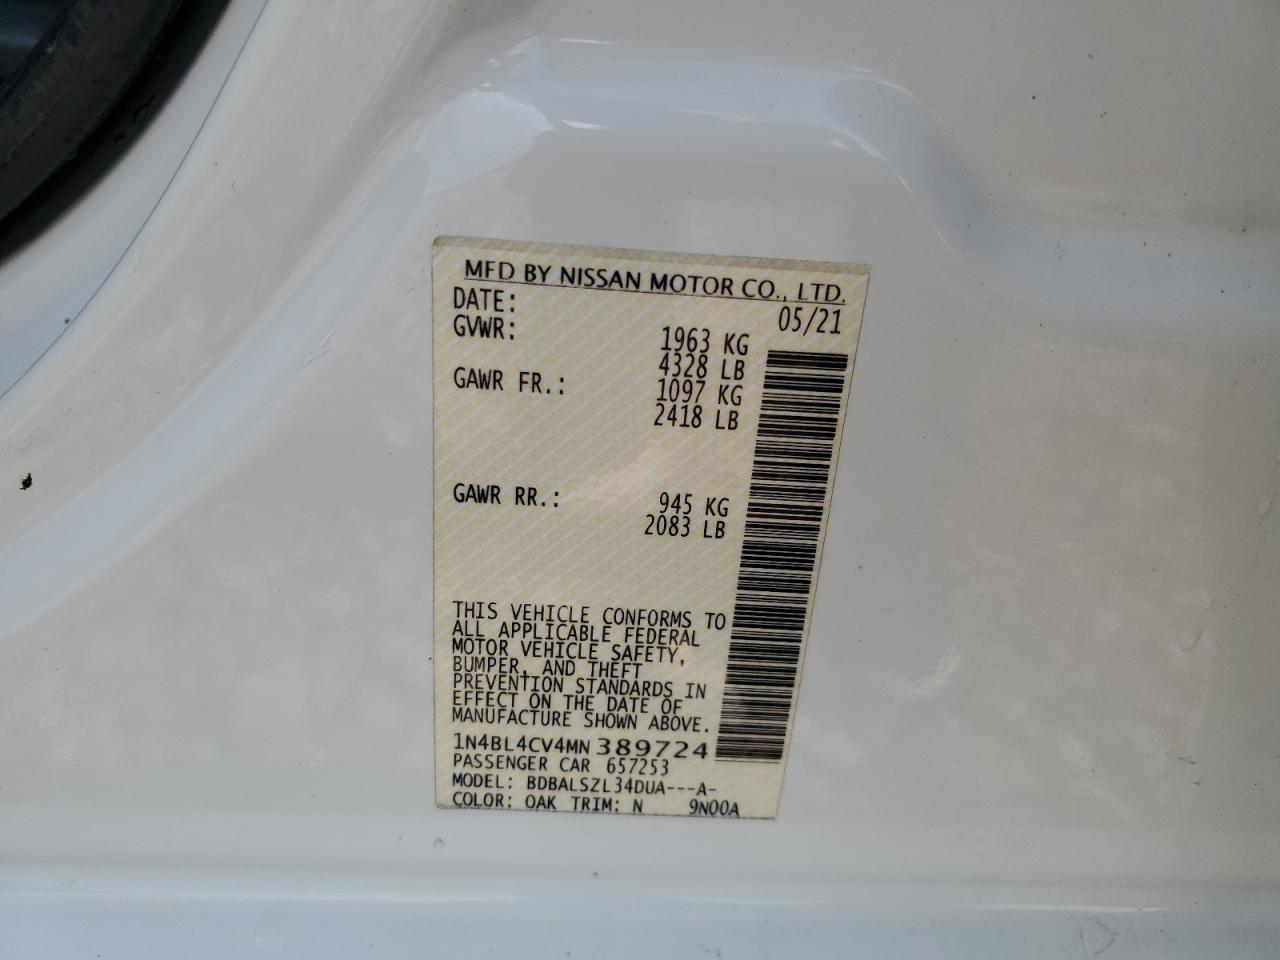 MFD BY NISSAN MOTOR CO., LTD.
DATE: 05/21
GVWR: 1963 KG
4328 LB
GAWR FR.: 1097 KG
2418 LB
GAWR RR.: 945 KG
2083 LB
THIS VEHICLE CONFORMS TO
ALL APPLICABLE FEDERAL
MOTOR VEHICLE SAFETY,
BUMPER, AND THEFT
PREVENTION STANDARDS IN
EFFECT ON THE DATE OF
MANUFACTURE SHOWN ABOVE.
1N4BL4CV4MN389724
PASSENGER CAR 657253
MODEL: BDBALSZL34DUA---A-
COLOR: QAK TRIM: N 9N00A